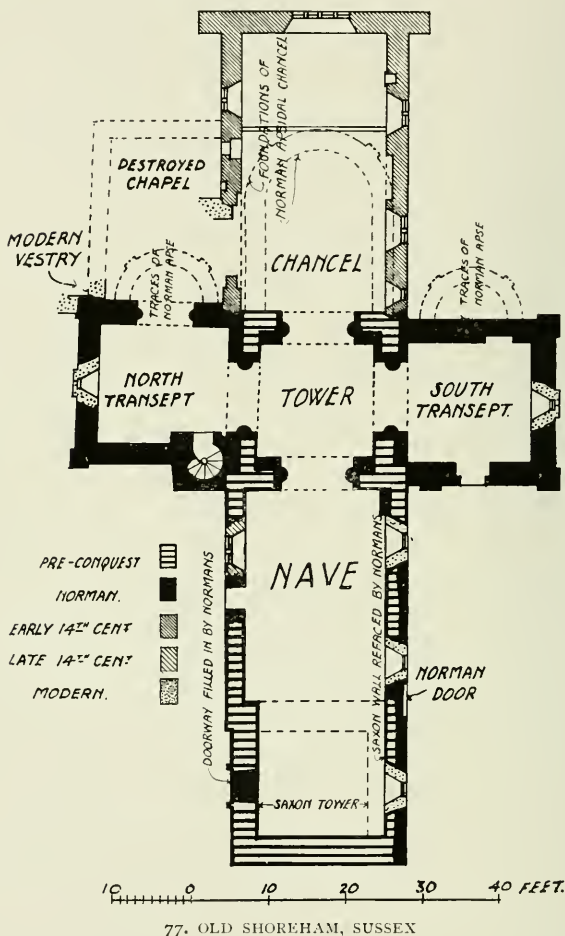 FOUNDATIONS OF
NORMAN APSIDAL CHANCEL
DESTROYED
CHAPEL
MODERN
VESTRY
TRACES OF
NORMAN APSE
CHANCEL
TRACES OF
NORMAN APSE
NORTH
TRANSEPT
TOWER
SOUTH
TRANSEPT.
PRE-CONQUEST
NORMAN.
EARLY 14TH CENT
LATE 14TH CENT
MODERN.
DOORWAY FILLED IN BY NORMANS
NAVE
SAXON WALL REFACED BY NORMANS
NORMAN
DOOR
SAXON TOWER
10 0 10 20 30 40 FEET.
77. OLD SHOREHAM, SUSSEX